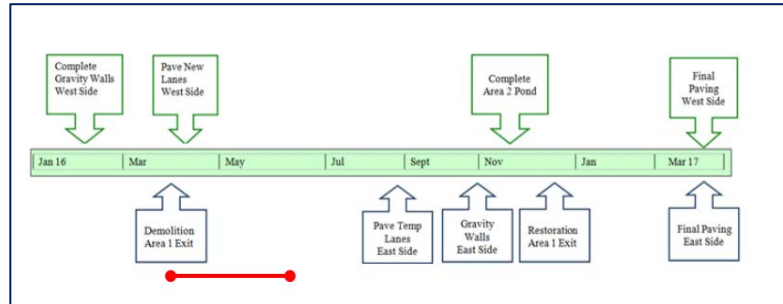 Complete
Gravity Walls
West Side
Pave New
Lanes
West Side
Complete
Area 2 Pond
Final
Paving
West Side
Jan 16
Mar
May
Jul
Sept
Nov
Jan
Mar 17
Demolition
Area 1 Exit
Pave Temp
Lanes
East Side
Gravity
Walls
East Side
Restoration
Area 1 Exit
Final Paving
East Side